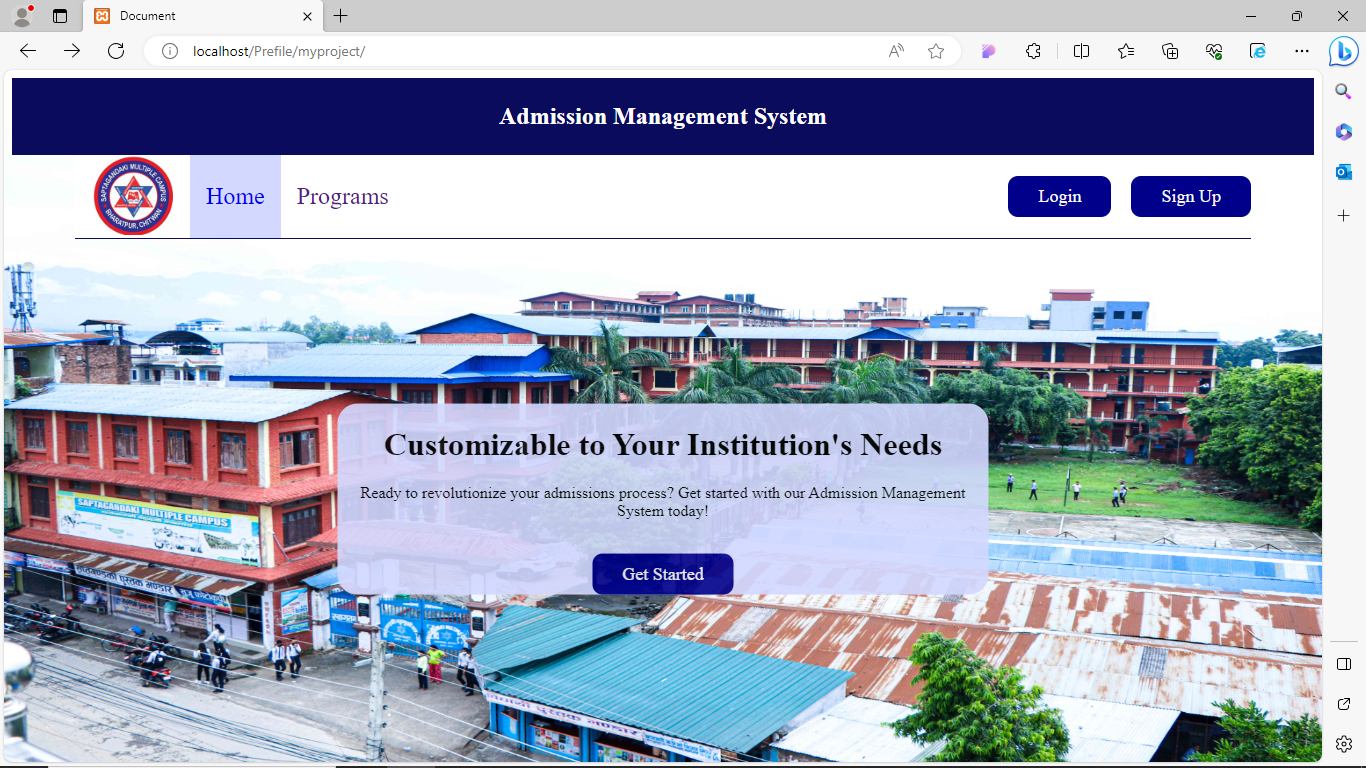 Document
localhost/Prefile/myproject/
Admission Management System
SAPTAGANDAKI MULTIPLE CAMPUS
BHARATPUR, CHITWAN
Home
Programs
Login
Sign Up
Customizable to Your Institution's Needs
Ready to revolutionize your admissions process? Get started with our Admission Management
System today!
Get Started
SAPTAGANDAKI MULTIPLE CAMPUS